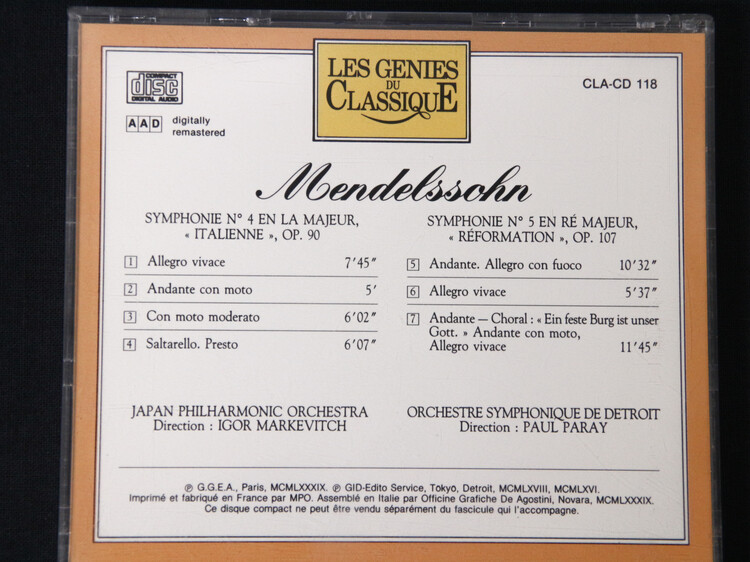 LES GENIES
DU
CLASSIQUE
COMPACT
disc
DIGITAL AUDIO
AAD digitally
remastered
CLA-CD 118
Mendelssohn
SYMPHONIE N° 4 EN LA MAJEUR,
« ITALIENNE », OP. 90
1 Allegro vivace 7'45"
2 Andante con moto 5'
3 Con moto moderato 6'02"
4 Saltarello. Presto 6'07"
JAPAN PHILHARMONIC ORCHESTRA
Direction : IGOR MARKEVITCH
SYMPHONIE N° 5 EN RÉ MAJEUR,
« RÉFORMATION », OP. 107
5 Andante. Allegro con fuoco 10'32"
6 Allegro vivace 5'37"
7 Andante — Choral : « Ein feste Burg ist unser
Gott. » Andante con moto,
Allegro vivace 11'45"
ORCHESTRE SYMPHONIQUE DE DETROIT
Direction : PAUL PARAY
℗ G.G.E.A., Paris, MCMLXXXIX. ℗ GID-Edito Service, Tokyo, Detroit, MCMLXVIII, MCMLXVI.
Imprimé et fabriqué en France par MPO. Assemblé en Italie par Officine Grafiche De Agostini, Novara, MCMLXXXIX.
Ce disque compact ne peut être vendu séparément du fascicule qui l'accompagne.